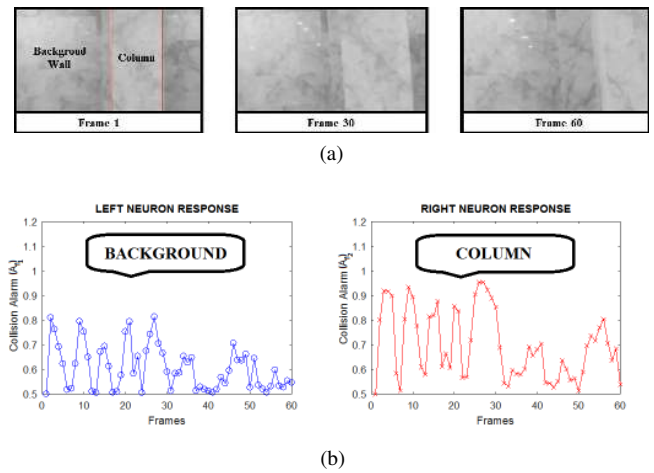 Backgroud
Wall
Column
Frame 1
Frame 30
Frame 60
(a)
LEFT NEURON RESPONSE
BACKGROUND
1.2
1.1
1
0.9
0.8
0.7
0.6
0.5
Collision Alarm
0 10 20 30 40 50 60
Frames
RIGHT NEURON RESPONSE
COLUMN
1.2
1.1
1
0.9
0.8
0.7
0.6
0.5
Collision Alarm
0 10 20 30 40 50 60
Frames
(b)